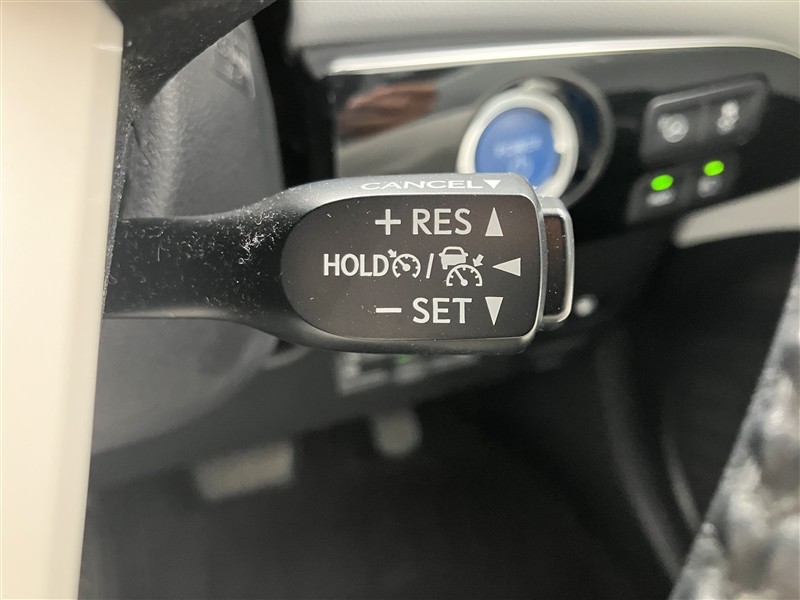 CANCEL▼
+ RES ▲
HOLD / ◀
− SET ▼